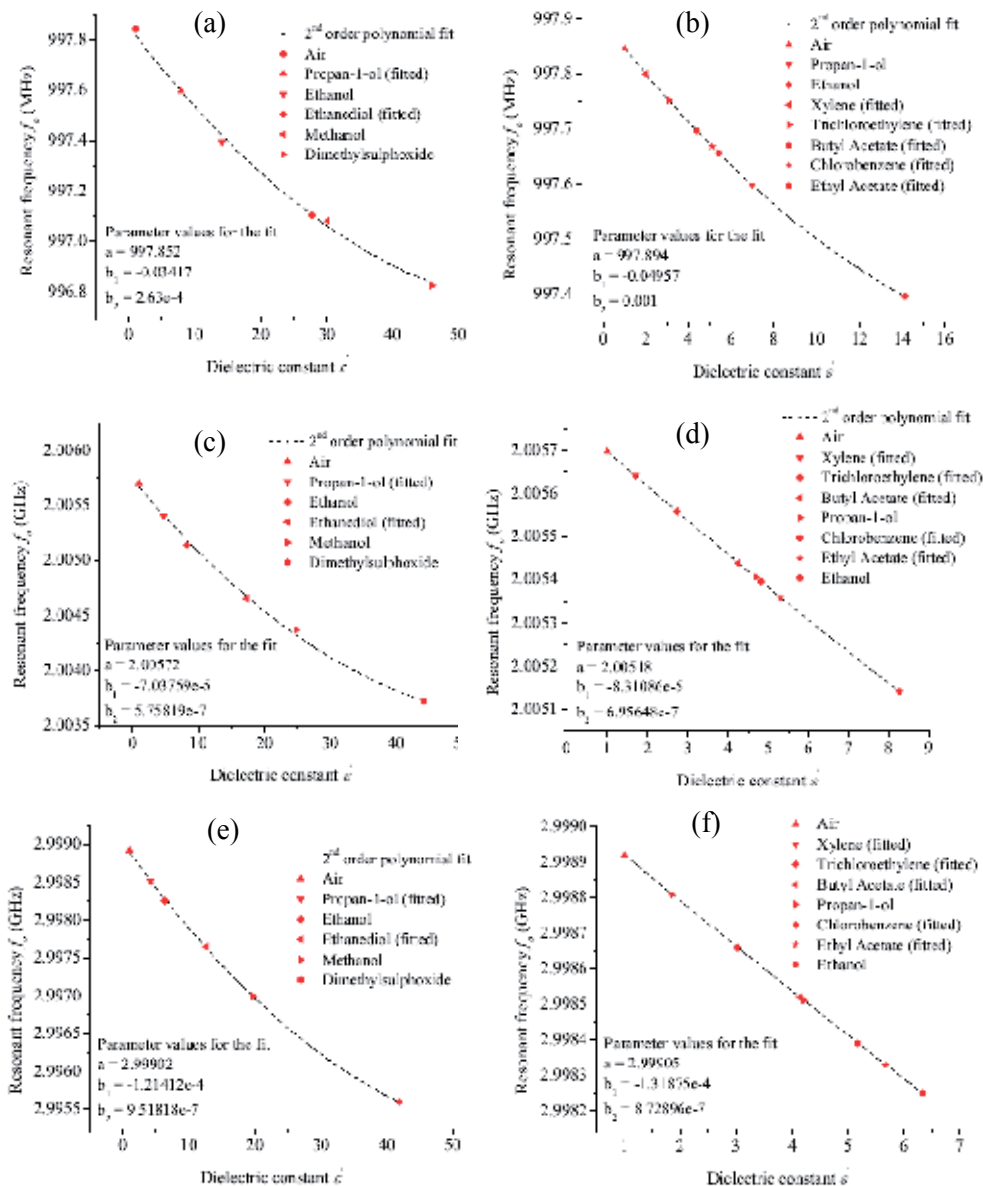 (a)
2nd order polynomial fit
Air
Propan-1-ol (fitted)
Ethanol
Ethanediol (fitted)
Methanol
Dimethylsulphoxide
997.8
997.6
997.4
997.2
997.0
996.8
Resonant frequency fo (MHz)
Parameter values for the fit
a = 997.852
b1 = -0.03417
b2 = 2.63e-4
0 10 20 30 40 50
Dielectric constant ε'
(b)
2nd order polynomial fit
Air
Propan-1-ol
Ethanol
Xylene (fitted)
Trichloroethylene (fitted)
Butyl Acetate (fitted)
Chlorobenzene (fitted)
Ethyl Acetate (fitted)
997.9
997.8
997.7
997.6
997.5
997.4
Resonant frequency fo (MHz)
Parameter values for the fit
a = 997.894
b1 = -0.04957
b2 = 0.001
0 2 4 6 8 10 12 14 16
Dielectric constant ε'
(c)
2nd order polynomial fit
Air
Propan-1-ol (fitted)
Ethanol
Ethanediol (fitted)
Methanol
Dimethylsulphoxide
2.0060
2.0055
2.0050
2.0045
2.0040
2.0035
Resonant frequency fo (GHz)
Parameter values for the fit
a = 2.00572
b1 = -7.03759e-5
b2 = 5.75819e-7
0 10 20 30 40 5
Dielectric constant ε'
(d)
2nd order polynomial fit
Air
Xylene (fitted)
Trichloroethylene (fitted)
Butyl Acetate (fitted)
Propan-1-ol
Chlorobenzene (fitted)
Ethyl Acetate (fitted)
Ethanol
2.0057
2.0056
2.0055
2.0054
2.0053
2.0052
2.0051
Resonant frequency fo (GHz)
Parameter values for the fit
b1 = -8.31086e-5
b2 = 6.95648e-7
0 1 2 3 4 5 6 7 8 9
Dielectric constant ε'
(e)
2nd order polynomial fit
Air
Propan-1-ol (fitted)
Ethanol
Ethanediol (fitted)
Methanol
Dimethylsulphoxide
2.9990
2.9985
2.9980
2.9975
2.9970
2.9965
2.9960
2.9955
Resonant frequency fo (GHz)
Parameter values for the fit
a = 2.99902
b1 = -1.21412e-4
b2 = 9.51818e-7
0 10 20 30 40 50
Dielectric constant ε'
(f)
Air
Xylene (fitted)
Trichloroethylene (fitted)
Butyl Acetate (fitted)
Propan-1-ol
Chlorobenzene (fitted)
Ethyl Acetate (fitted)
Ethanol
2.9990
2.9989
2.9988
2.9987
2.9986
2.9985
2.9984
2.9983
2.9982
Resonant frequency fo (GHz)
Parameter values for the fit
a = 2.99905
b1 = -1.31875e-4
b2 = 8.72896e-7
1 2 3 4 5 6 7
Dielectric constant ε'